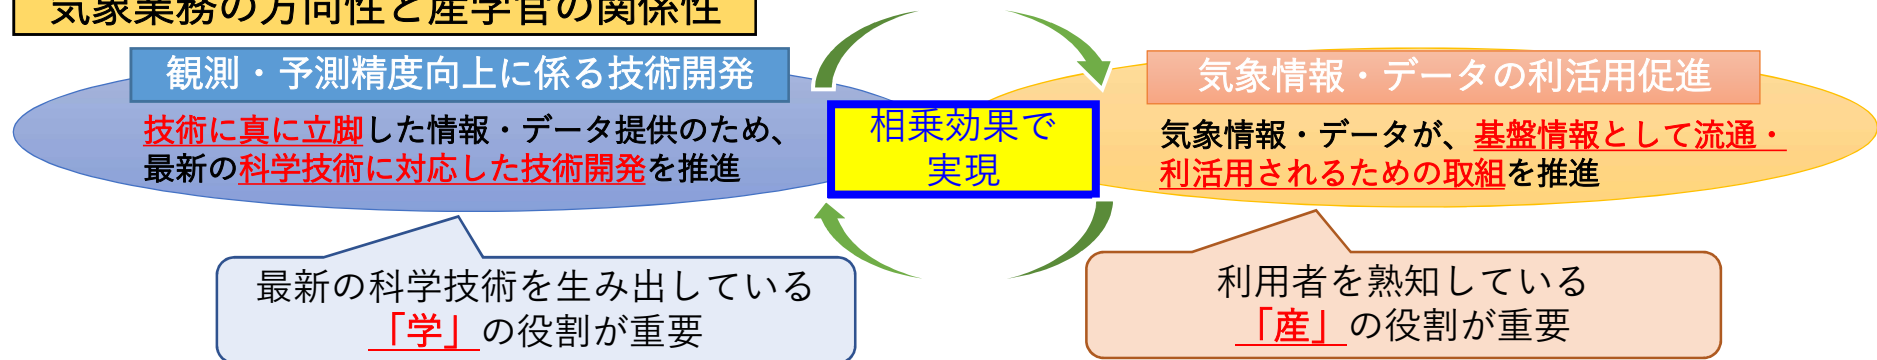 気象業務の方向性と産学官の関係性
観測・予測精度向上に係る技術開発
技術に真に立脚した情報・データ提供のため、
最新の科学技術に対応した技術開発を推進
相乗効果で
実現
気象情報・データの利活用促進
気象情報・データが、基盤情報として流通・
利活用されるための取組を推進
最新の科学技術を生み出している
「学」の役割が重要
利用者を熟知している
「産」の役割が重要